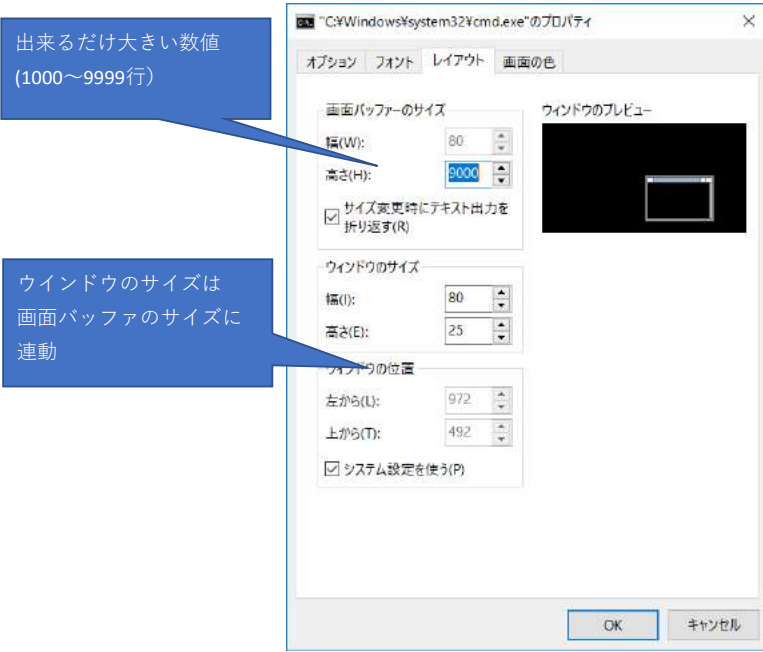 出来るだけ大きい数値
(1000～9999行）
ウインドウのサイズは
画面バッファのサイズに
連動
"C:¥Windows¥system32¥cmd.exe"のプロパティ
オプション フォント レイアウト 画面の色
画面バッファーのサイズ
幅(W): 80
高さ(H): 9000
サイズ変更時にテキスト出力を
折り返す(R)
ウィンドウのサイズ
幅(I): 80
高さ(E): 25
ウィンドウの位置
左から(L): 972
上から(T): 492
システム設定を使う(P)
ウィンドウのプレビュー
OK キャンセル